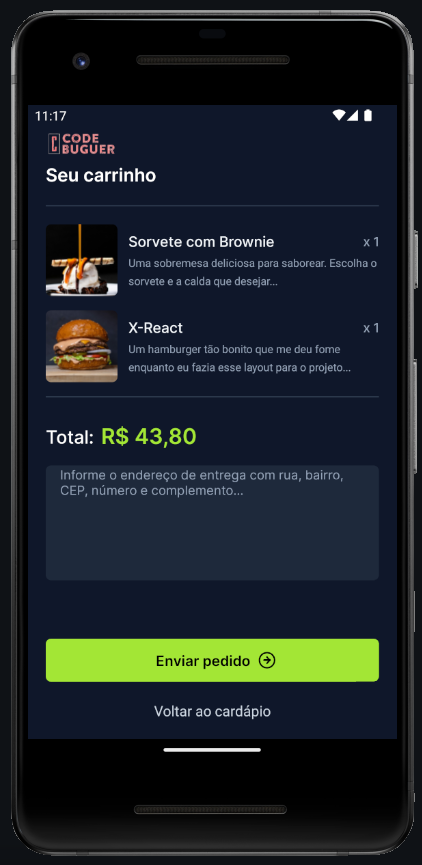 11:17
CODE
BUGUER
Seu carrinho
Sorvete com Brownie x 1
Uma sobremesa deliciosa para saborear. Escolha o
sorvete e a calda que desejar...
X-React x 1
Um hamburger tão bonito que me deu fome
enquanto eu fazia esse layout para o projeto...
Total: R$ 43,80
Informe o endereço de entrega com rua, bairro,
CEP, número e complemento...
Enviar pedido
Voltar ao cardápio